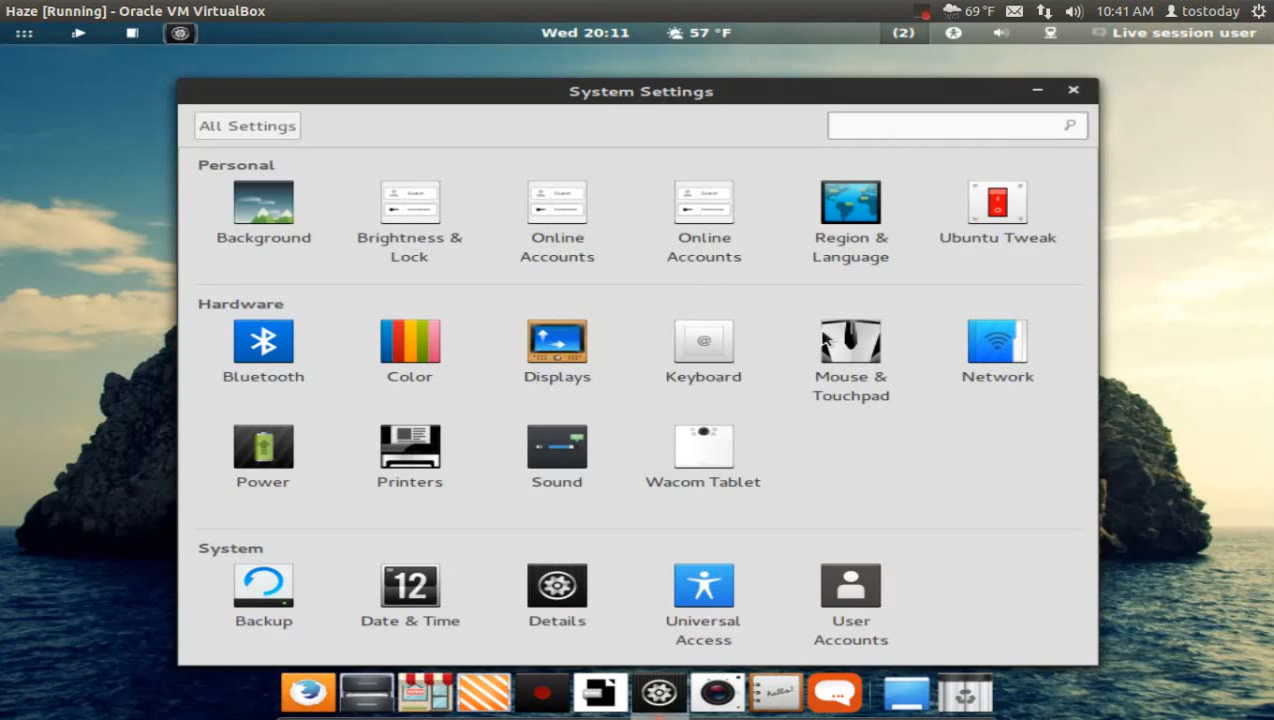 Haze [Running] - Oracle VM VirtualBox
69 °F
10:41 AM
tostoday
Wed 20:11
57 °F
(2)
Live session user
System Settings
All Settings
Personal
Background
Brightness &
Lock
Online
Accounts
Online
Accounts
Region &
Language
Ubuntu Tweak
Hardware
Bluetooth
Color
Displays
@
Keyboard
Mouse &
Touchpad
Network
Power
Printers
Sound
Wacom Tablet
System
Backup
12
Date & Time
Details
Universal
Access
User
Accounts
hello!